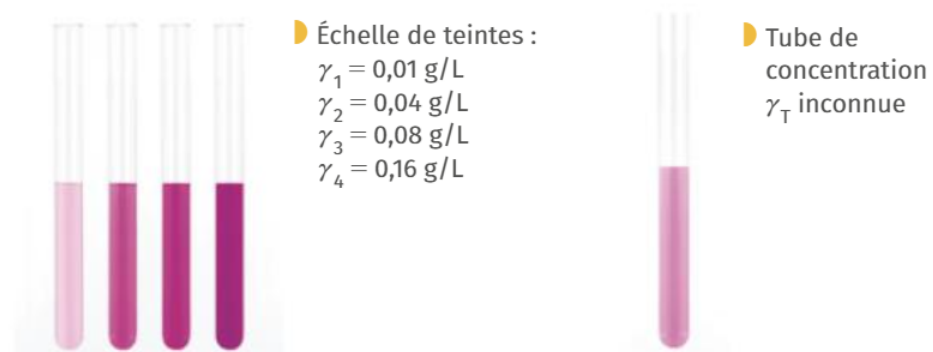 Échelle de teintes :
γ₁ = 0,01 g/L
γ₂ = 0,04 g/L
γ₃ = 0,08 g/L
γ₄ = 0,16 g/L
Tube de
concentration
γ_T inconnue